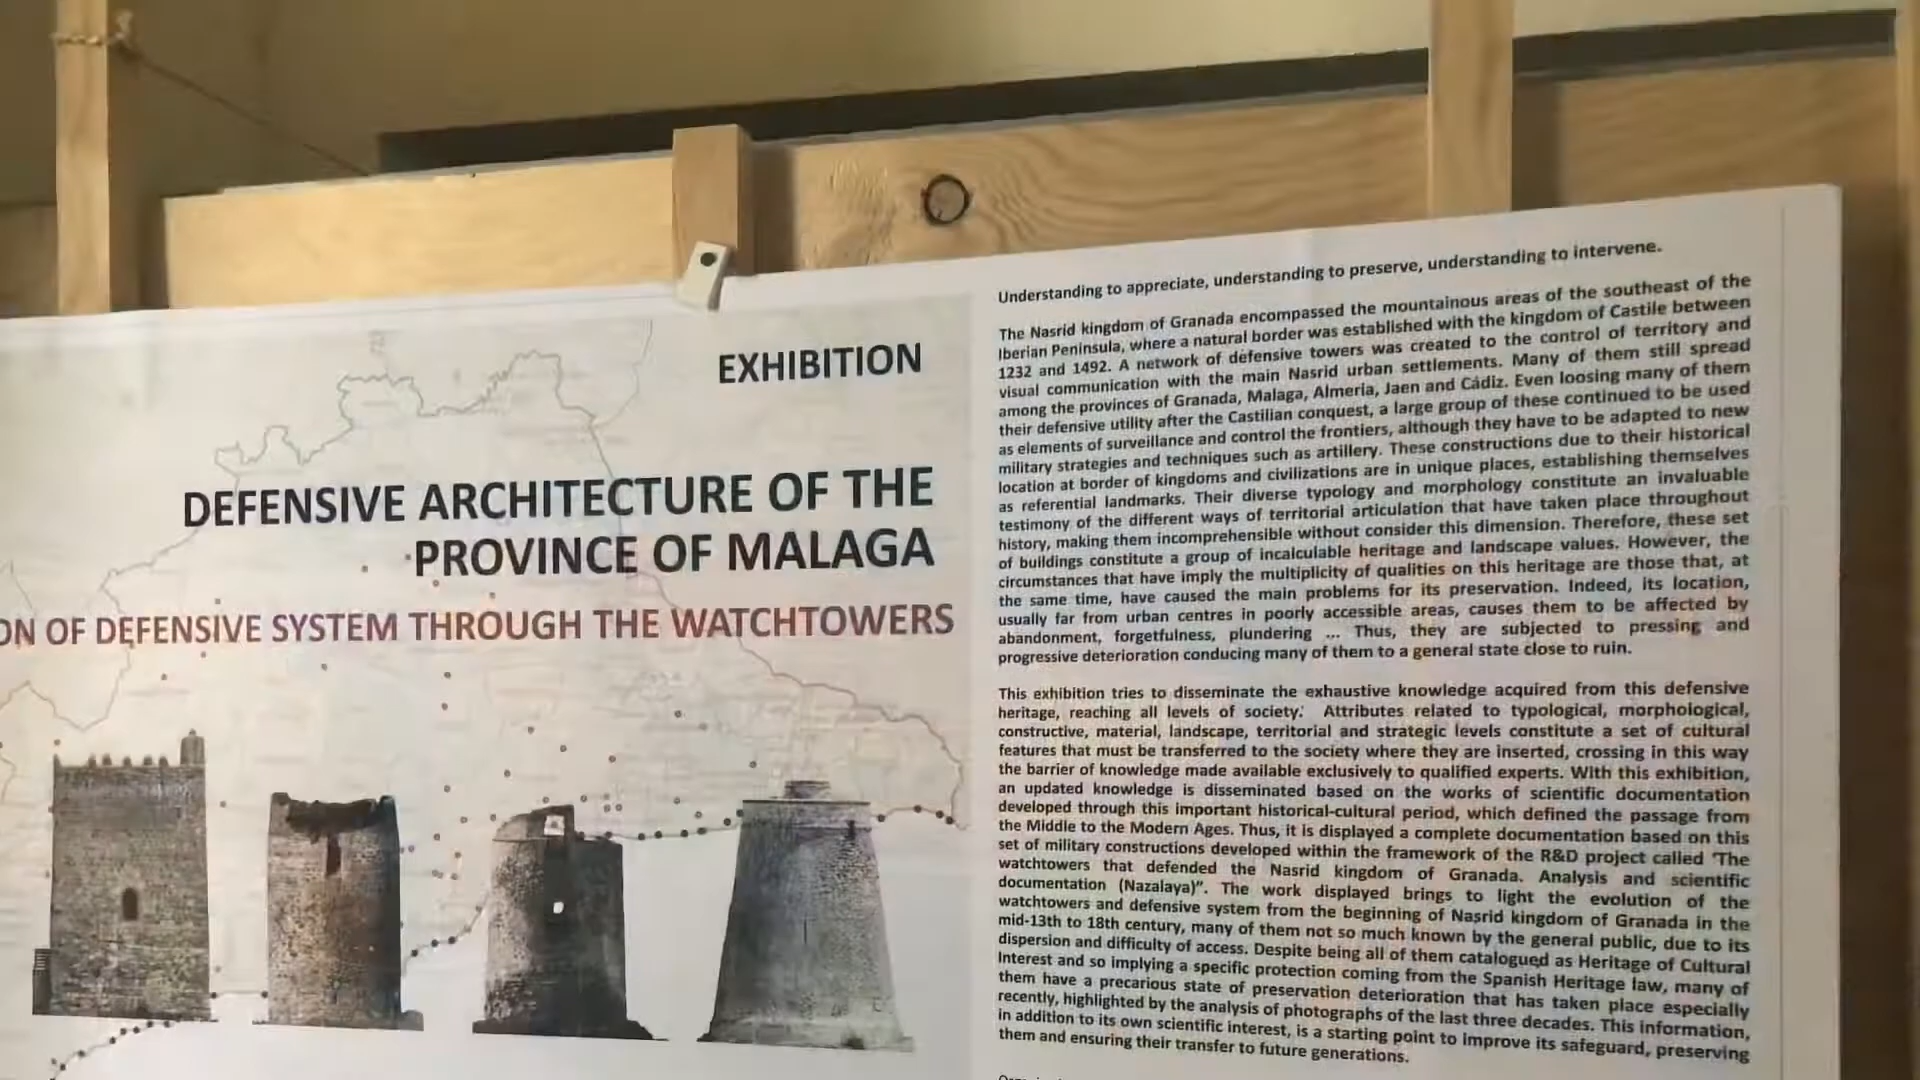 EXHIBITION
DEFENSIVE ARCHITECTURE OF THE
PROVINCE OF MALAGA
OF DEFENSIVE SYSTEM THROUGH THE WATCHTOWERS
Understanding to appreciate, understanding to preserve, understanding to intervene.
The Nasrid kingdom of Granada encompassed the mountainous areas of the southeast of the
Iberian Peninsula, where a natural border was established with the kingdom of Castile between
1232 and 1492. A network of defensive towers was created to the control of territory and
visual communication with the main Nasrid urban settlements. Many of them still spread
among the provinces of Granada, Malaga, Almeria, Jaen and Cádiz. Even loosing many of them
their defensive utility after the Castilian conquest, a large group of these continued to be used
as elements of surveillance and control the frontiers, although they have to be adapted to new
military strategies and techniques such as artillery. These constructions due to their historical
location at border of kingdoms and civilizations are in unique places, establishing themselves
as referential landmarks. Their diverse typology and morphology constitute an invaluable
testimony of the different ways of territorial articulation that have taken place throughout
history, making them incomprehensible without consider this dimension. Therefore, these set
of buildings constitute a group of incalculable heritage and landscape values. However, the
circumstances that have imply the multiplicity of qualities on this heritage are those that, at
the same time, have caused the main problems for its preservation. Indeed, its location,
usually far from urban centres in poorly accessible areas, causes them to be affected by
abandonment, forgetfulness, plundering ... Thus, they are subjected to pressing and
progressive deterioration conducing many of them to a general state close to ruin.
This exhibition tries to disseminate the exhaustive knowledge acquired from this defensive
heritage, reaching all levels of society. Attributes related to typological, morphological,
constructive, material, landscape, territorial and strategic levels constitute a set of cultural
features that must be transferred to the society where they are inserted, crossing in this way
the barrier of knowledge made available exclusively to qualified experts. With this exhibition,
an updated knowledge is disseminated based on the works of scientific documentation
developed through this important historical-cultural period, which defined the passage from
the Middle to the Modern Ages. Thus, it is displayed a complete documentation based on this
set of military constructions developed within the framework of the R&D project called "The
watchtowers that defended the Nasrid kingdom of Granada. Analysis and scientific
documentation (Nazalaya)". The work displayed brings to light the evolution of the
watchtowers and defensive system from the beginning of Nasrid kingdom of Granada in the
mid-13th to 18th century, many of them not so much known by the general public, due to its
dispersion and difficulty of access. Despite being all of them catalogued as Heritage of Cultural
Interest and so implying a specific protection coming from the Spanish Heritage law, many of
them have a precarious state of preservation deterioration that has taken place especially
recently, highlighted by the analysis of photographs of the last three decades. This information,
in addition to its own scientific interest, is a starting point to improve its safeguard, preserving
them and ensuring their transfer to future generations.